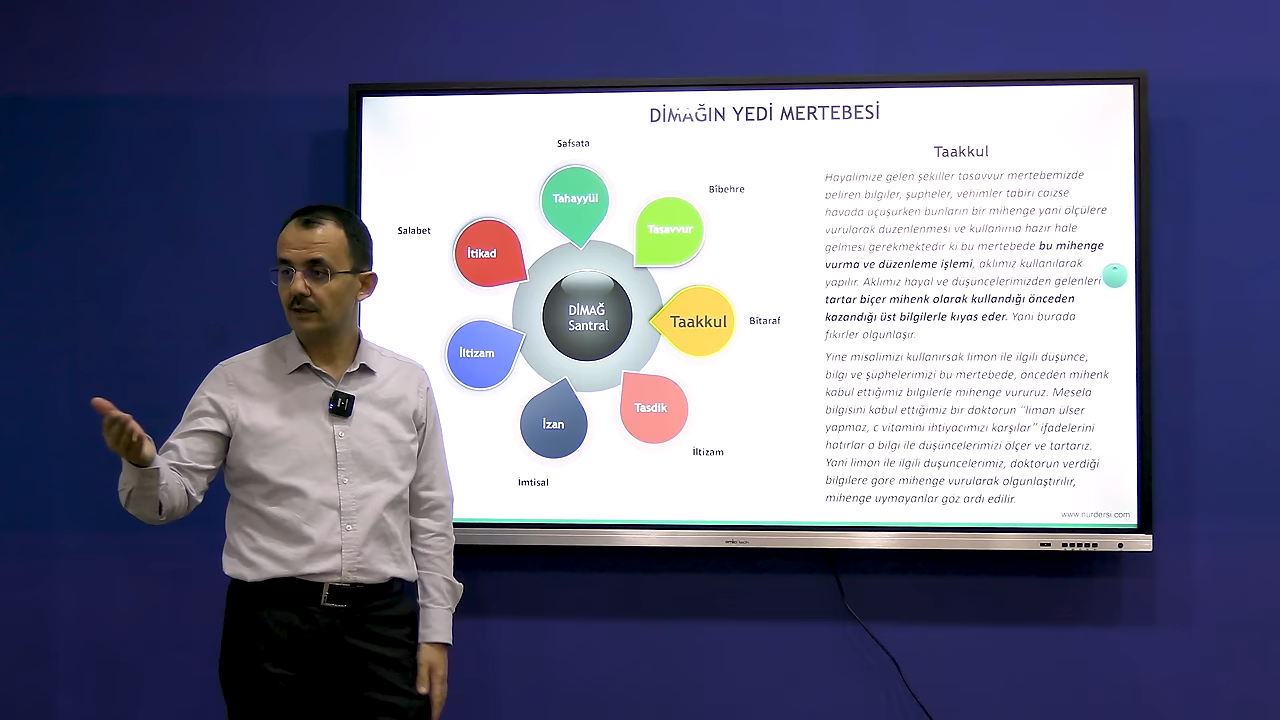 DİMAĞIN YEDİ MERTEBESİ
Safsata
Tahayyül
Bîbehre
Tasavvur
Salabet
İtikad
DİMAĞ
Santral
Taakkul
Bîtaraf
İltizam
İzan
Tasdik
İltizam
İmtisal
Taakkul
Hayalimize gelen şekiller tasavvur mertebemizde
beliren bilgiler, şüpheler, vehimler tabiri caizse
havada uçuşurken bunların bir mihenge yani ölçülere
vurularak düzenlenmesi ve kullanıma hazır hale
gelmesi gerekmektedir ki bu mertebede bu mihenge
vurma ve düzenleme işlemi, aklımız kullanılarak
yapılır. Aklımız hayal ve düşüncelerimizden gelenleri
tartar biçer mihenk olarak kullandığı önceden
kazandığı üst bilgilerle kıyas eder. Yani burada
fikirler olgunlaşır.
Yine misalimizi kullanırsak limon ile ilgili düşünce,
bilgi ve şüphelerimizi bu mertebede, önceden mihenk
kabul ettiğimiz bilgilerle mihenge vururuz. Mesela
bilgisini kabul ettiğimiz bir doktorun "limon ülser
yapmaz, c vitamini ihtiyacımızı karşılar" ifadelerini
hatırlar o bilgi ile düşüncelerimizi ölçer ve tartarız.
Yani limon ile ilgili düşüncelerimiz, doktorun verdiği
bilgilere göre mihenge vurularak olgunlaştırılır,
mihenge uymayanlar göz ardı edilir.
www.nurdersi.com